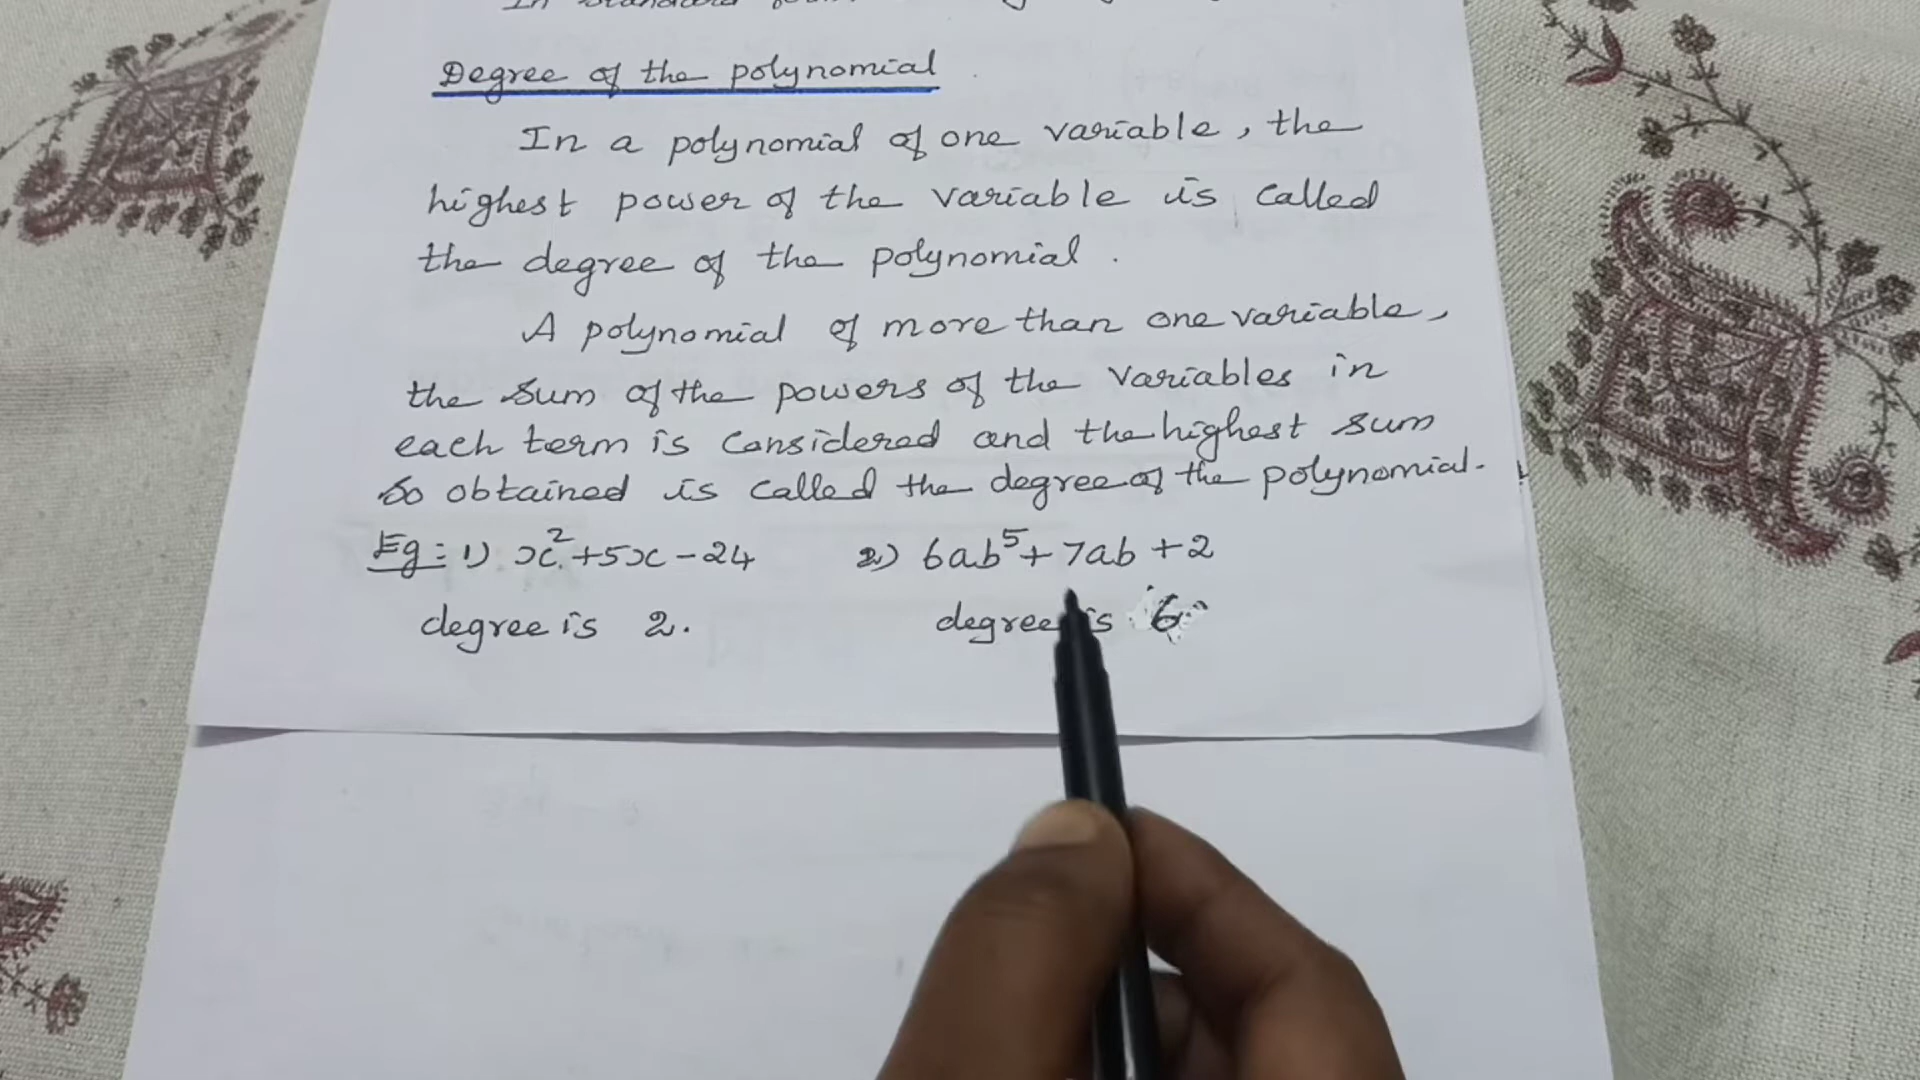 Degree of the polynomial
In a polynomial of one variable, the
highest power of the variable is called
the degree of the polynomial.
A polynomial of more than one variable,
the sum of the powers of the variables in
each term is considered and the highest sum
so obtained is called the degree of the polynomial.
Eg: 1) x²+5x-24 2) 6ab⁵+7ab+2
degree is 2. degree is 6.